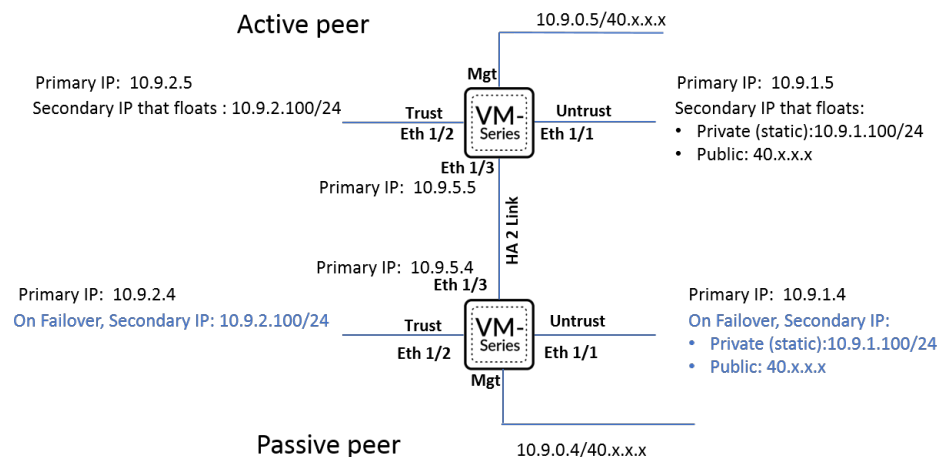 Active peer
10.9.0.5/40.x.x.x
Mgt
Primary IP: 10.9.2.5
Secondary IP that floats : 10.9.2.100/24
Trust
Eth 1/2
VM-
Series
Untrust
Eth 1/1
Primary IP: 10.9.1.5
Secondary IP that floats:
• Private (static):10.9.1.100/24
• Public: 40.x.x.x
Eth 1/3
Primary IP: 10.9.5.5
HA 2 Link
Primary IP: 10.9.5.4
Eth 1/3
Primary IP: 10.9.2.4
On Failover, Secondary IP: 10.9.2.100/24
Trust
Eth 1/2
VM-
Series
Untrust
Eth 1/1
Primary IP: 10.9.1.4
On Failover, Secondary IP:
• Private (static):10.9.1.100/24
• Public: 40.x.x.x
Mgt
Passive peer
10.9.0.4/40.x.x.x